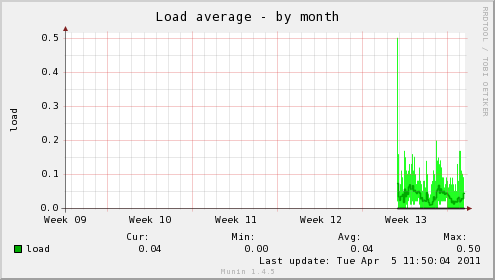 Load average - by month
RRDTOOL / TOBI OETIKER
load
0.5
0.4
0.3
0.2
0.1
0.0
Week 09 Week 10 Week 11 Week 12 Week 13
Cur: Min: Avg: Max:
load 0.04 0.00 0.04 0.50
Last update: Tue Apr 5 11:50:04 2011
Munin 1.4.5